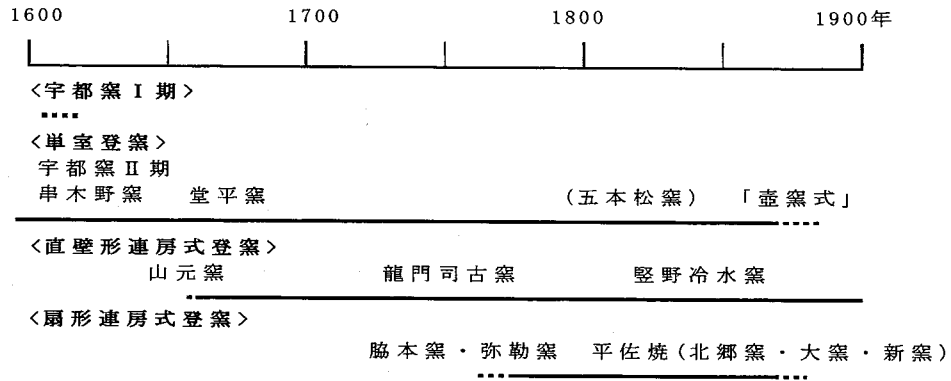 1600 1700 1800 1900年
<宇都窯Ⅰ期>
<単室登窯>
宇都窯Ⅱ期
串木野窯 堂平窯 (五本松窯) 「壺窯式」
<直壁形連房式登窯>
山元窯 龍門司古窯 竪野冷水窯
<扇形連房式登窯>
脇本窯・弥勒窯 平佐焼(北郷窯・大窯・新窯)